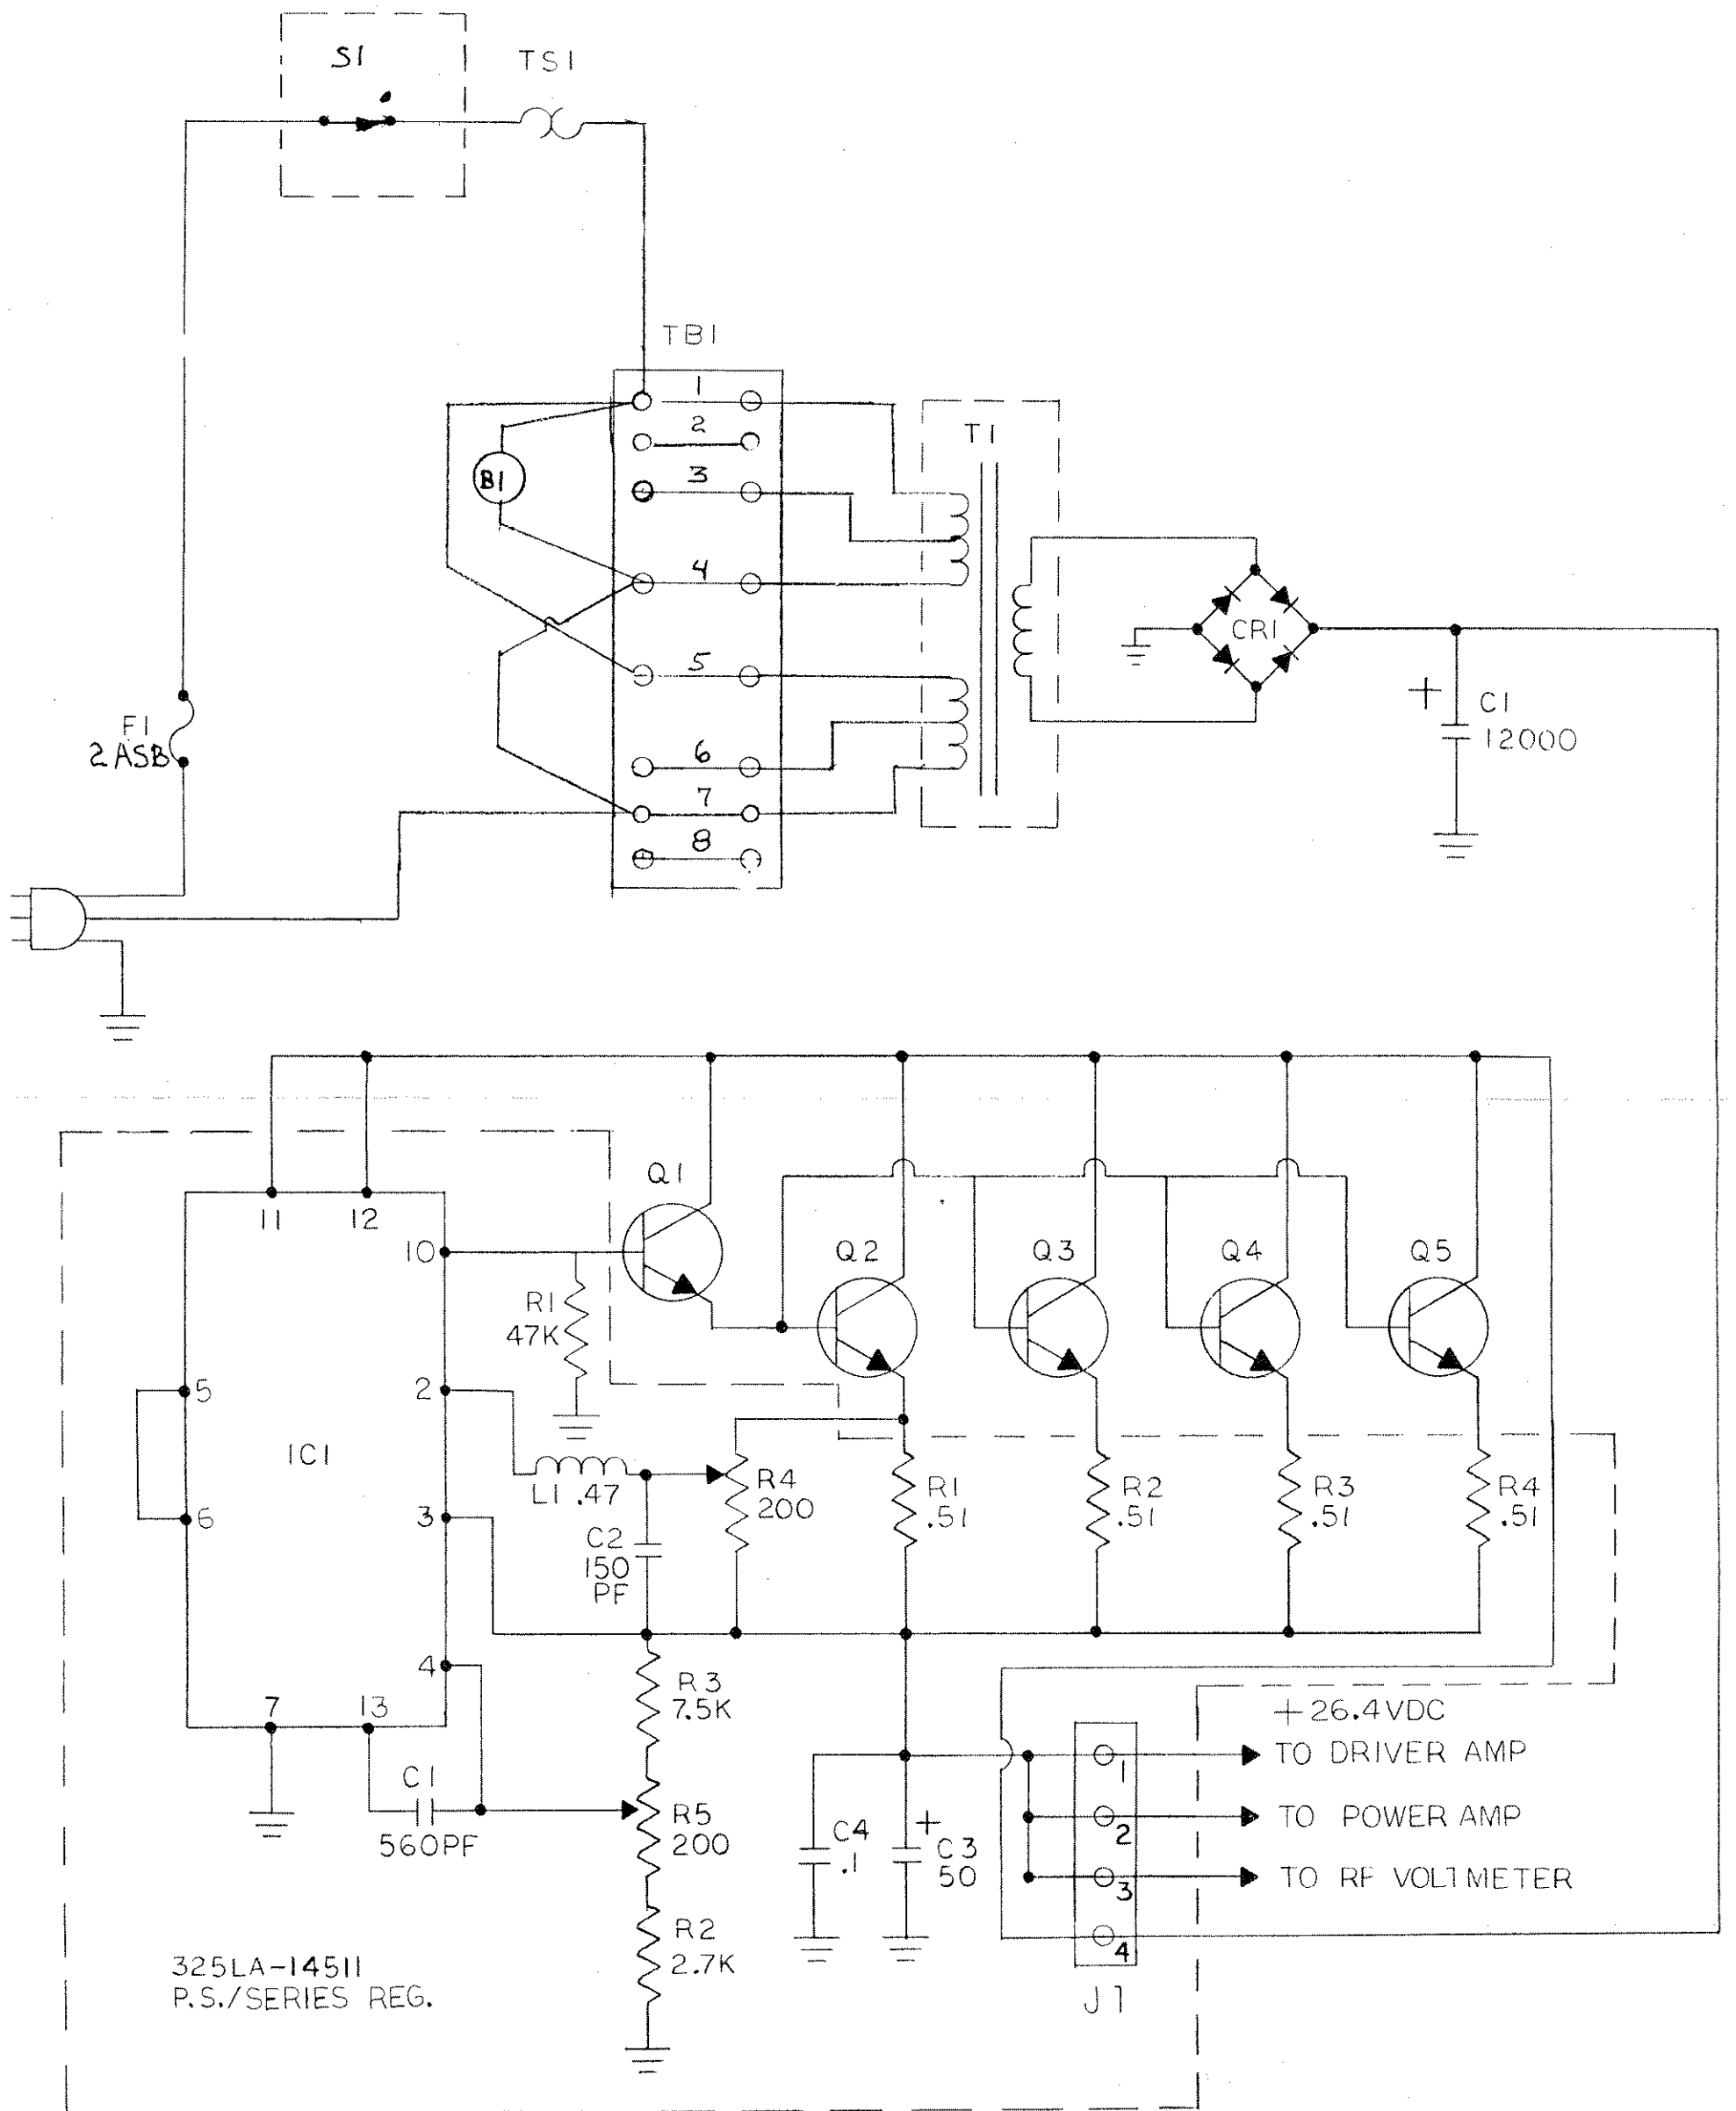 S1
TS1
TB1
1
2
3
4
5
6
7
8
B1
T1
CR1
+
C1
12000
F1
2 ASB
11
12
10
Q1
Q2
Q3
Q4
Q5
R1
47K
5
2
IC1
6
3
L1 .47
R4
200
R1
.51
R2
.51
R3
.51
R4
.51
C2
150
PF
4
7
13
R3
7.5K
C1
560PF
R5
200
R2
2.7K
C4
.1
+
C3
50
+26.4VDC
1
TO DRIVER AMP
2
TO POWER AMP
3
TO RF VOLTMETER
4
J1
325LA-14511
P.S./SERIES REG.